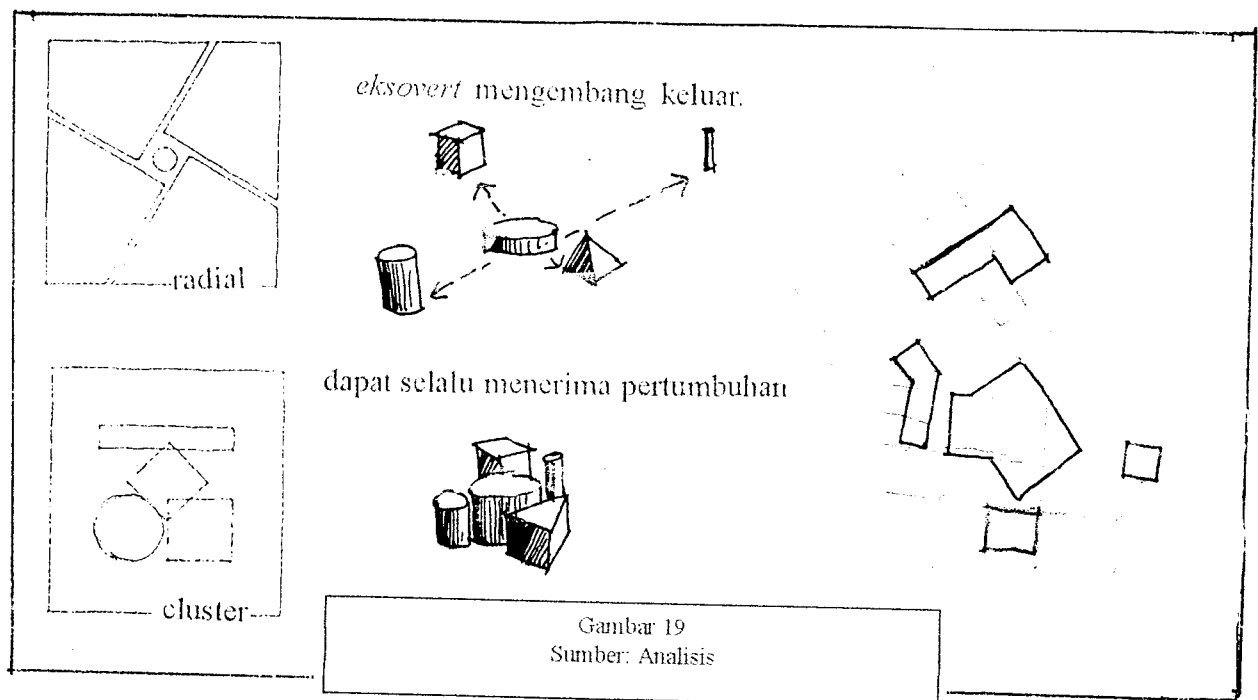 eksovert mengembang keluar.
radial
dapat selalu menerima pertumbuhan
cluster
Gambar 19
Sumber: Analisis